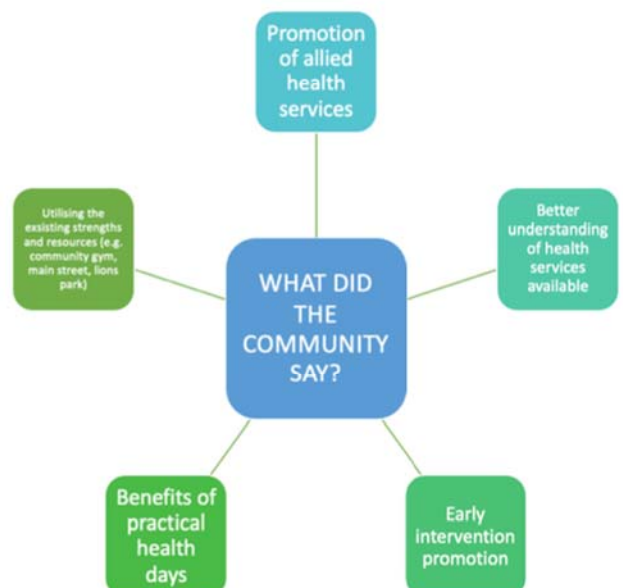 Promotion
of allied
health
services
Utilising the
exsisting strengths
and resources (e.g.
community gym,
main street, lions
park)
Better
understanding
of health
services
available
WHAT DID
THE
COMMUNITY
SAY?
Benefits of
practical
health
days
Early
intervention
promotion